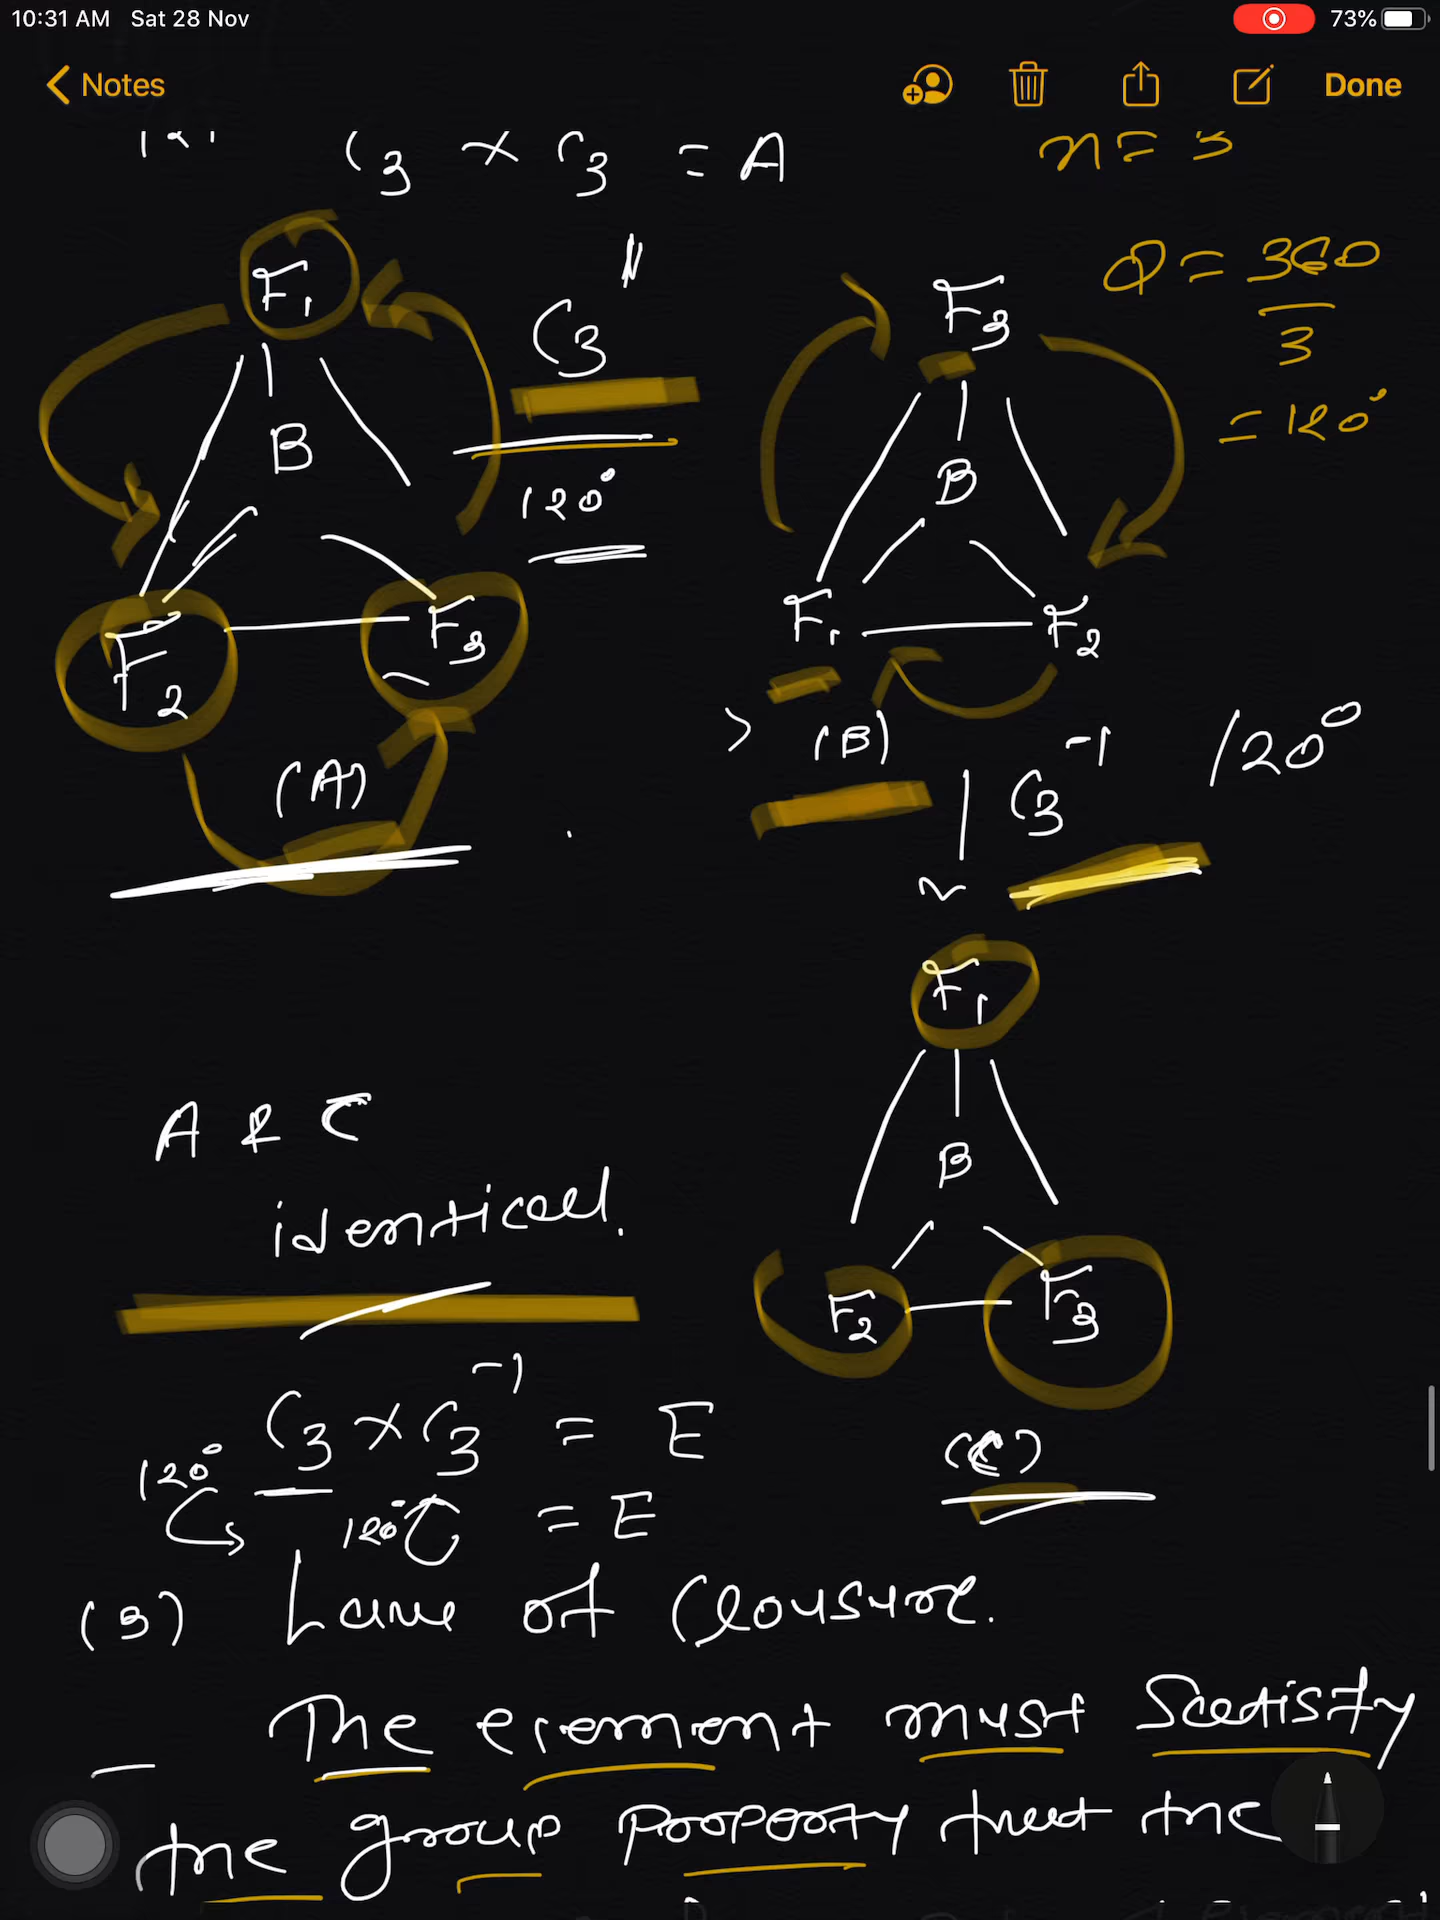 10:31 AM Sat 28 Nov
73%
Notes
Done
C3 × C3 = A
n = 3
F1
C3
120°
B
F2
F3
(A)
θ = 360
3
= 120°
F3
B
F1
F2
(B)
C3 -1
120°
F1
B
F2
F3
(C)
A & C
identical.
C3 × C3 -1 = E
120° 120° = E
(3) Law of Clousure.
The element must Satisfy
the group Property that the